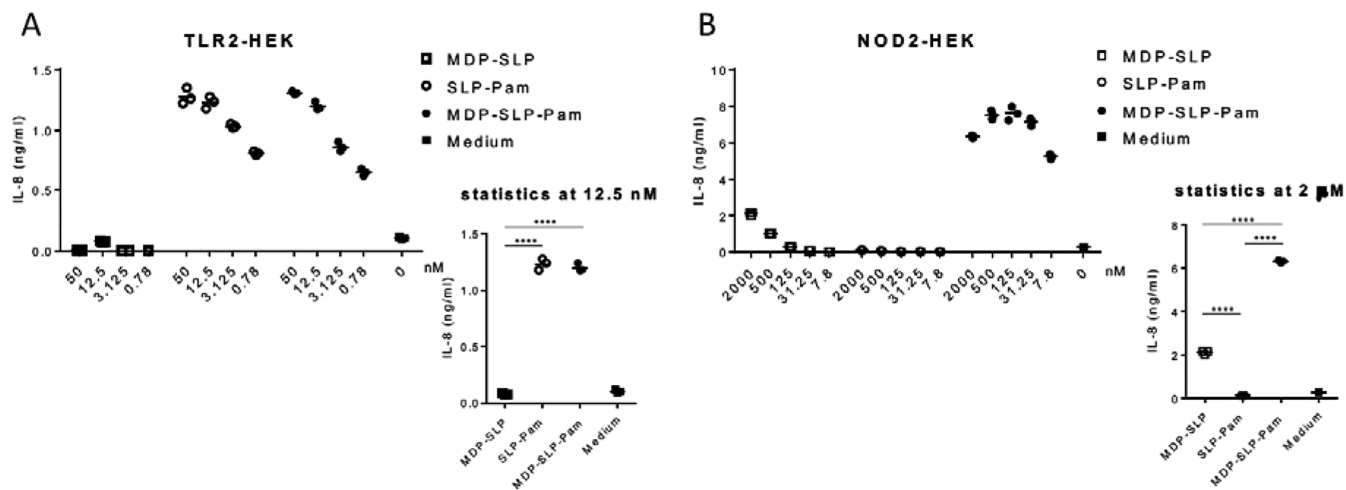 A
TLR2-HEK
IL-8 (ng/ml)
1.5
1.0
0.5
0.0
50
12.5
3.125
0.78
50
12.5
3.125
0.78
50
12.5
3.125
0.78
0
nM
MDP-SLP
SLP-Pam
MDP-SLP-Pam
Medium
statistics at 12.5 nM
IL-8 (ng/ml)
1.5
1.0
0.5
0.0
****
****
MDP-SLP
SLP-Pam
MDP-SLP-Pam
Medium
B
NOD2-HEK
IL-8 (ng/ml)
10
8
6
4
2
0
2000
500
125
31.25
7.8
2000
500
125
31.25
7.8
2000
500
125
31.25
7.8
0
nM
MDP-SLP
SLP-Pam
MDP-SLP-Pam
Medium
statistics at 2 M
IL-8 (ng/ml)
8
6
4
2
0
****
****
****
MDP-SLP
SLP-Pam
MDP-SLP-Pam
Medium